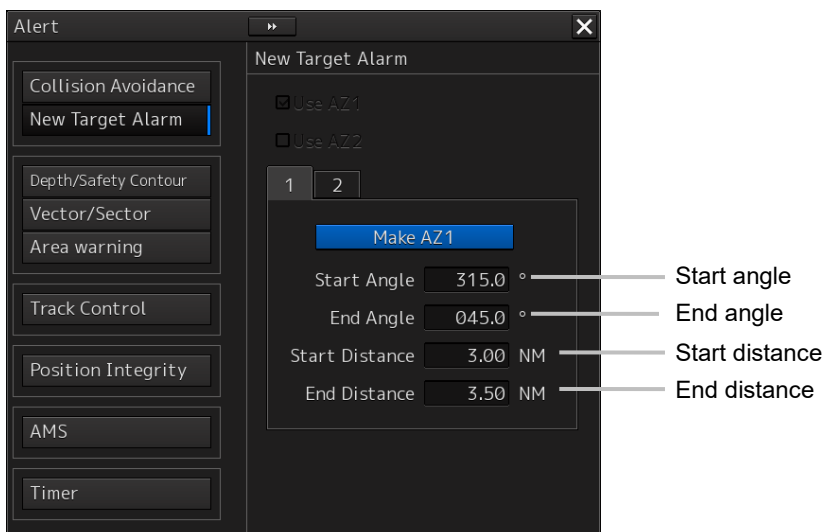 Alert
Collision Avoidance
New Target Alarm
Depth/Safety Contour
Vector/Sector
Area warning
Track Control
Position Integrity
AMS
Timer
New Target Alarm
Use AZ1
Use AZ2
1 2
Make AZ1
Start Angle 315.0 °
End Angle 045.0 °
Start Distance 3.00 NM
End Distance 3.50 NM
Start angle
End angle
Start distance
End distance